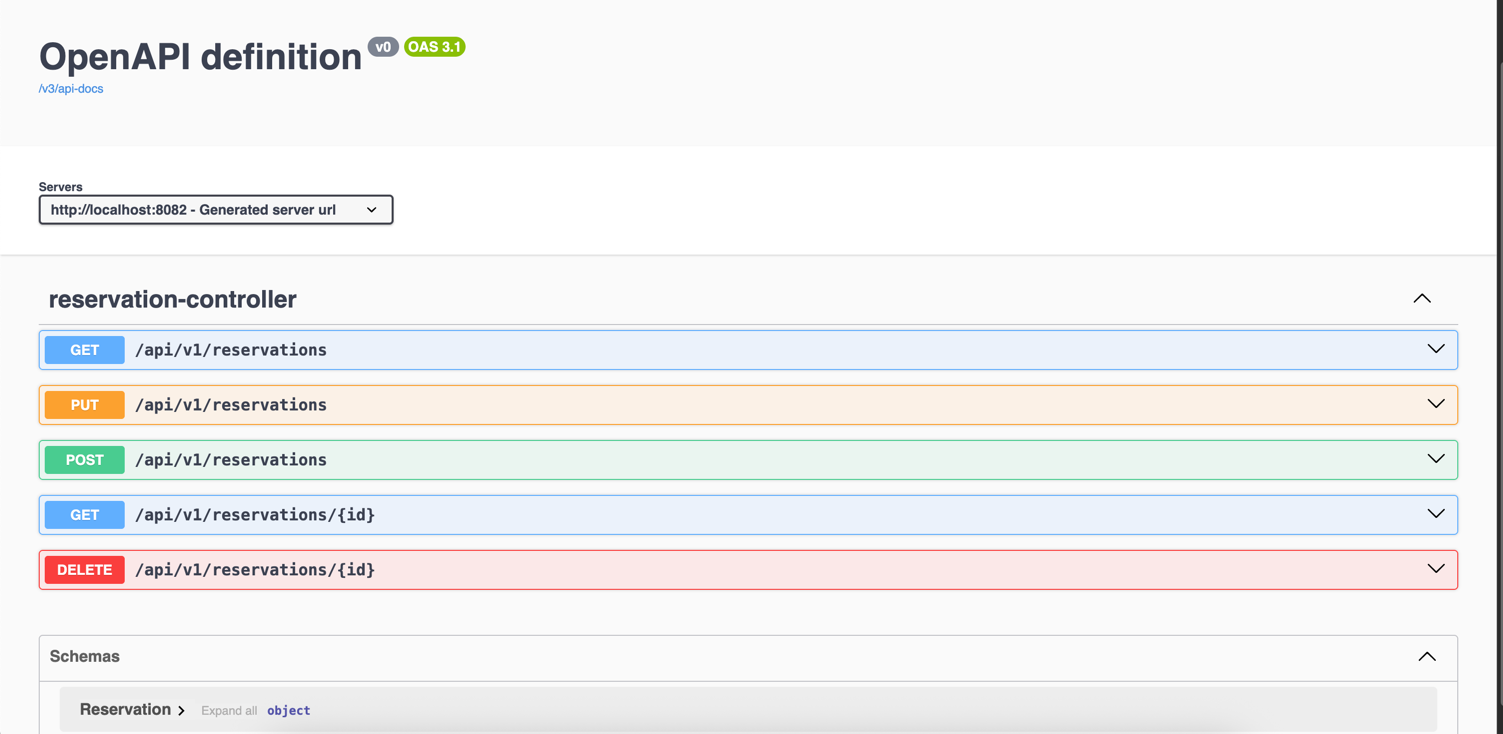 OpenAPI definition v0 OAS 3.1
/v3/api-docs
Servers
http://localhost:8082 - Generated server url
reservation-controller
GET /api/v1/reservations
PUT /api/v1/reservations
POST /api/v1/reservations
GET /api/v1/reservations/{id}
DELETE /api/v1/reservations/{id}
Schemas
Reservation Expand all object